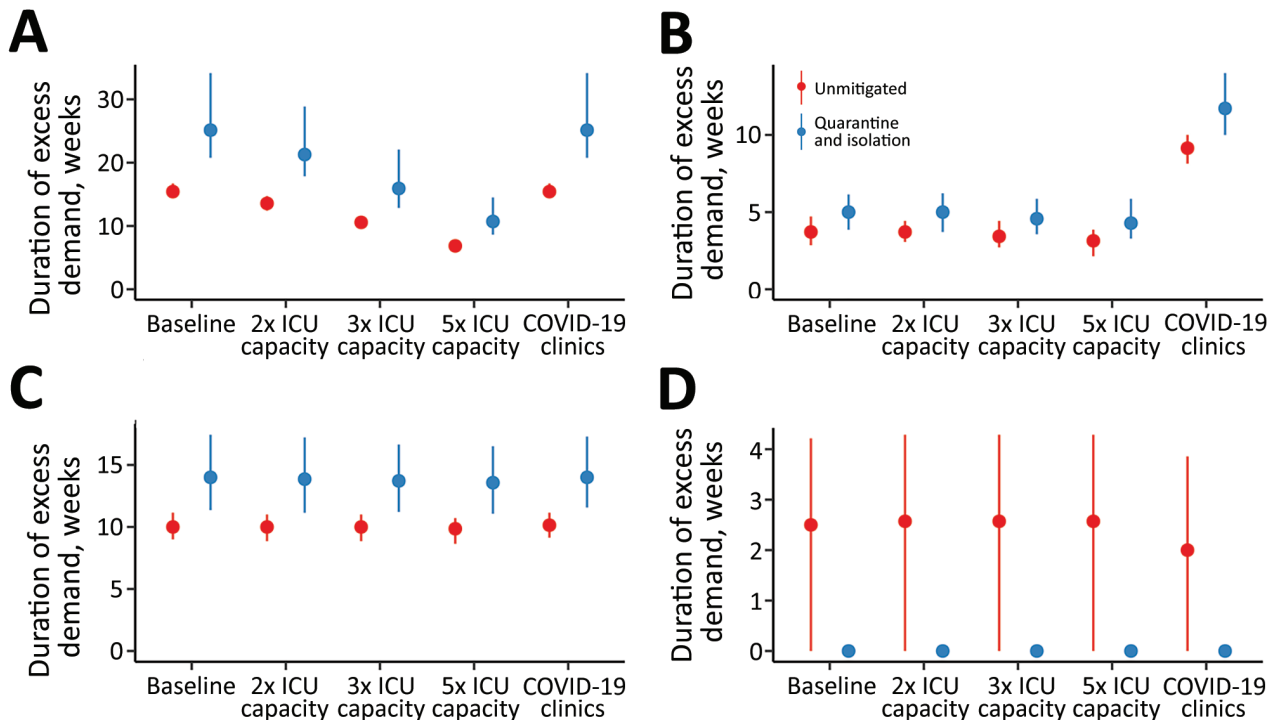 A
Duration of excess
demand, weeks
30
20
10
0
Baseline
2x ICU
capacity
3x ICU
capacity
5x ICU
capacity
COVID-19
clinics
B
Duration of excess
demand, weeks
10
5
0
Unmitigated
Quarantine
and isolation
Baseline
2x ICU
capacity
3x ICU
capacity
5x ICU
capacity
COVID-19
clinics
C
Duration of excess
demand, weeks
15
10
5
0
Baseline
2x ICU
capacity
3x ICU
capacity
5x ICU
capacity
COVID-19
clinics
D
Duration of excess
demand, weeks
4
3
2
1
0
Baseline
2x ICU
capacity
3x ICU
capacity
5x ICU
capacity
COVID-19
clinics